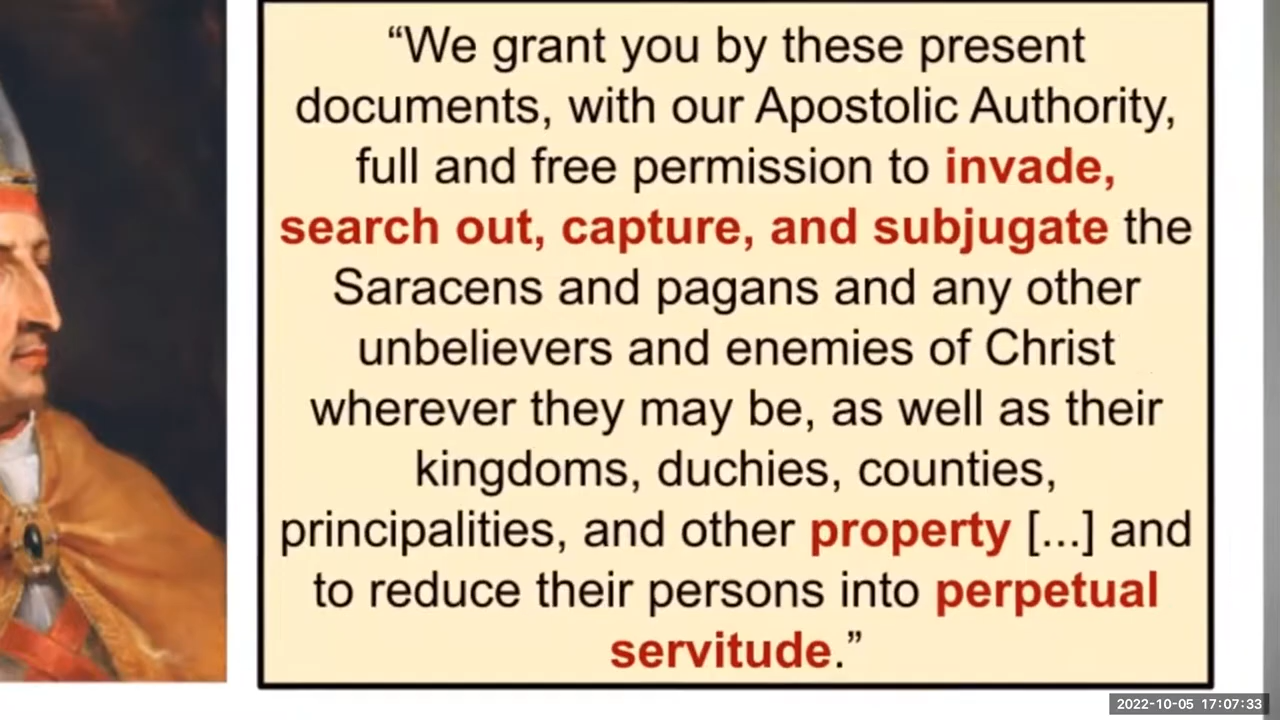 “We grant you by these present
documents, with our Apostolic Authority,
full and free permission to invade,
search out, capture, and subjugate the
Saracens and pagans and any other
unbelievers and enemies of Christ
wherever they may be, as well as their
kingdoms, duchies, counties,
principalities, and other property [...] and
to reduce their persons into perpetual
servitude.”
2022-10-05 17:07:33